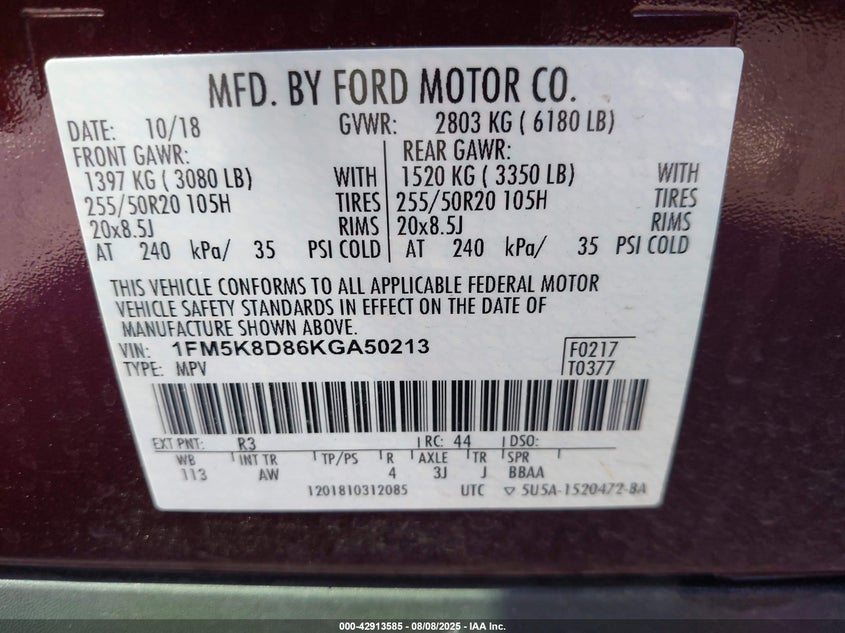 MFD. BY FORD MOTOR CO.
DATE: 10/18 GVWR: 2803 KG ( 6180 LB)
FRONT GAWR: REAR GAWR:
1397 KG ( 3080 LB) WITH 1520 KG ( 3350 LB) WITH
255/50R20 105H TIRES 255/50R20 105H TIRES
20x8.5J RIMS 20x8.5J RIMS
AT 240 kPa/ 35 PSI COLD AT 240 kPa/ 35 PSI COLD
THIS VEHICLE CONFORMS TO ALL APPLICABLE FEDERAL MOTOR
VEHICLE SAFETY STANDARDS IN EFFECT ON THE DATE OF
MANUFACTURE SHOWN ABOVE.
VIN: 1FM5K8D86KGA50213 F0217
TYPE: MPV T0377
EXT PNT: R3 RC: 44 DSO:
WB INT TR TP/PS R AXLE TR SPR
113 AW 4 3J J BBAA
1201810312085 UTC ▽ 5U5A-1520472-BA
000-42913585 - 08/08/2025 - IAA Inc.